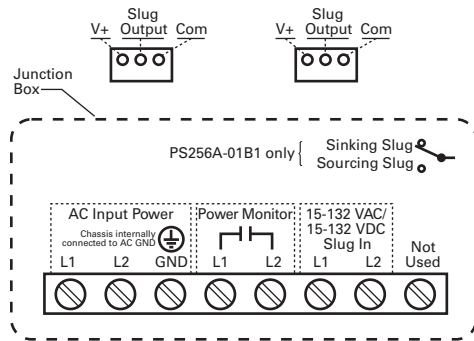 Slug
V+ Output Com
Slug
V+ Output Com
Junction
Box
PS256A-01B1 only
Sinking Slug
Sourcing Slug
AC Input Power
Chassis internally
connected to AC GND
L1 L2 GND
Power Monitor
L1 L2
15-132 VAC/
15-132 VDC
Slug In
L1 L2
Not
Used